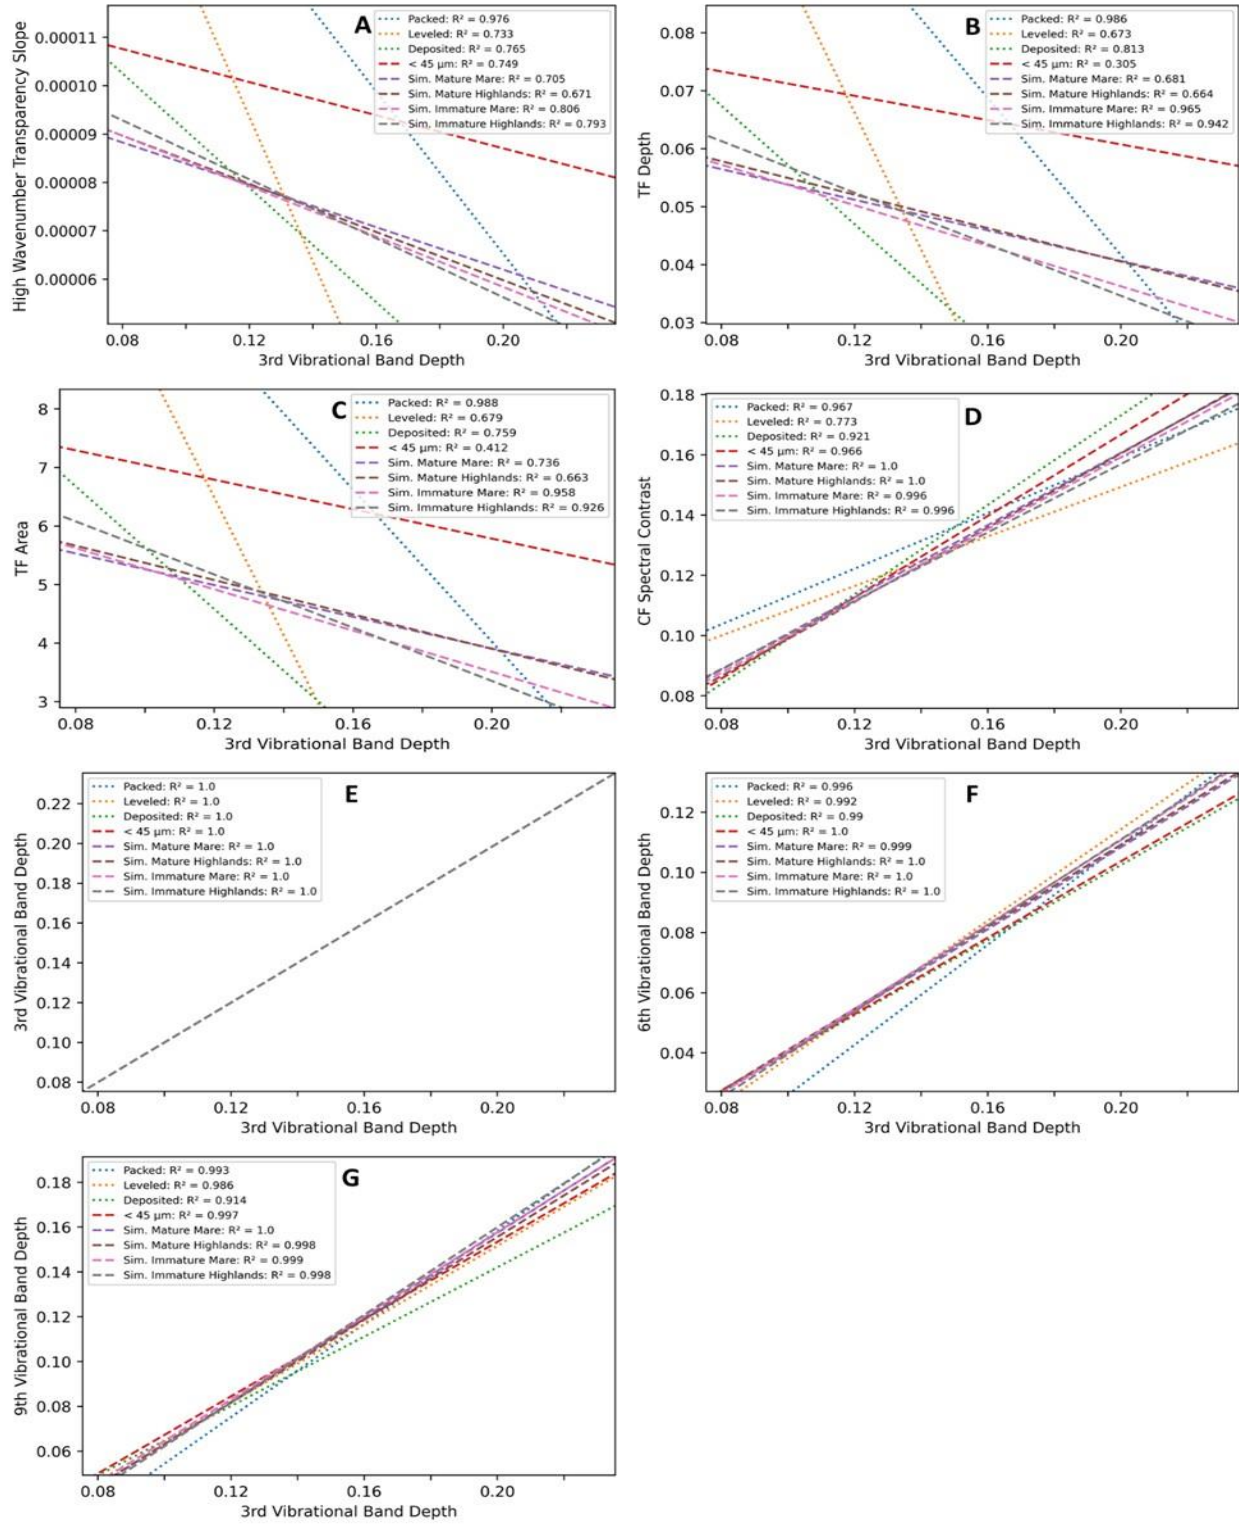 A
High Wavenumber Transparency Slope
0.00011
0.00010
0.00009
0.00008
0.00007
0.00006
Packed: R² = 0.976
Leveled: R² = 0.733
Deposited: R² = 0.765
< 45 μm: R² = 0.749
Sim. Mature Mare: R² = 0.705
Sim. Mature Highlands: R² = 0.671
Sim. Immature Mare: R² = 0.806
Sim. Immature Highlands: R² = 0.793
0.08 0.12 0.16 0.20
3rd Vibrational Band Depth
B
TF Depth
0.08
0.07
0.06
0.05
0.04
0.03
Packed: R² = 0.986
Leveled: R² = 0.673
Deposited: R² = 0.813
< 45 μm: R² = 0.305
Sim. Mature Mare: R² = 0.681
Sim. Mature Highlands: R² = 0.664
Sim. Immature Mare: R² = 0.965
Sim. Immature Highlands: R² = 0.942
0.08 0.12 0.16 0.20
3rd Vibrational Band Depth
C
TF Area
8
7
6
5
4
3
Packed: R² = 0.988
Leveled: R² = 0.679
Deposited: R² = 0.759
< 45 μm: R² = 0.412
Sim. Mature Mare: R² = 0.736
Sim. Mature Highlands: R² = 0.663
Sim. Immature Mare: R² = 0.958
Sim. Immature Highlands: R² = 0.926
0.08 0.12 0.16 0.20
3rd Vibrational Band Depth
D
CF Spectral Contrast
0.18
0.16
0.14
0.12
0.10
0.08
Packed: R² = 0.967
Leveled: R² = 0.773
Deposited: R² = 0.921
< 45 μm: R² = 0.966
Sim. Mature Mare: R² = 1.0
Sim. Mature Highlands: R² = 1.0
Sim. Immature Mare: R² = 0.996
Sim. Immature Highlands: R² = 0.996
0.08 0.12 0.16 0.20
3rd Vibrational Band Depth
E
3rd Vibrational Band Depth
0.22
0.20
0.18
0.16
0.14
0.12
0.10
0.08
Packed: R² = 1.0
Leveled: R² = 1.0
Deposited: R² = 1.0
< 45 μm: R² = 1.0
Sim. Mature Mare: R² = 1.0
Sim. Mature Highlands: R² = 1.0
Sim. Immature Mare: R² = 1.0
Sim. Immature Highlands: R² = 1.0
0.08 0.12 0.16 0.20
3rd Vibrational Band Depth
F
6th Vibrational Band Depth
0.12
0.10
0.08
0.06
0.04
Packed: R² = 0.996
Leveled: R² = 0.992
Deposited: R² = 0.99
< 45 μm: R² = 1.0
Sim. Mature Mare: R² = 0.999
Sim. Mature Highlands: R² = 1.0
Sim. Immature Mare: R² = 1.0
Sim. Immature Highlands: R² = 1.0
0.08 0.12 0.16 0.20
3rd Vibrational Band Depth
G
9th Vibrational Band Depth
0.18
0.16
0.14
0.12
0.10
0.08
0.06
Packed: R² = 0.993
Leveled: R² = 0.986
Deposited: R² = 0.914
< 45 μm: R² = 0.997
Sim. Mature Mare: R² = 1.0
Sim. Mature Highlands: R² = 0.998
Sim. Immature Mare: R² = 0.999
Sim. Immature Highlands: R² = 0.998
0.08 0.12 0.16 0.20
3rd Vibrational Band Depth